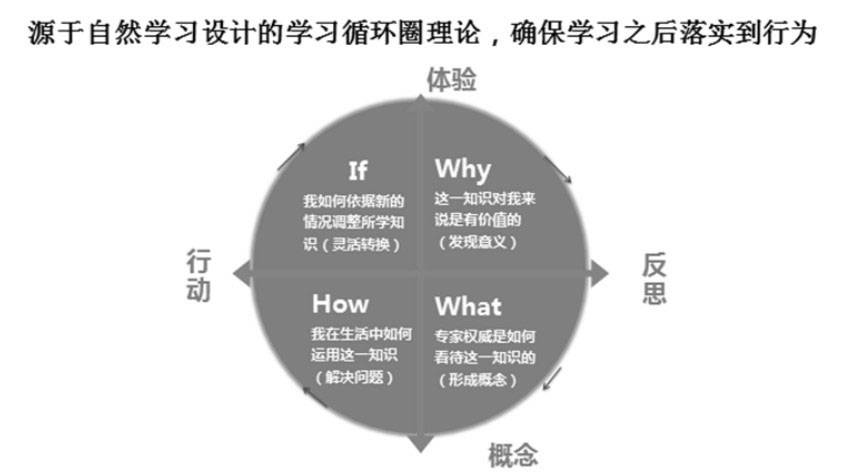 源于自然学习设计的学习循环圈理论，确保学习之后落实到行为
体验
If
我如何依据新的
情况调整所学知
识（灵活转换）
Why
这一知识对我来
说是有价值的
（发现意义）
行
动
反
思
How
我在生活中如何
运用这一知识
（解决问题）
What
专家权威是如何
看待这一知识的
（形成概念）
概念